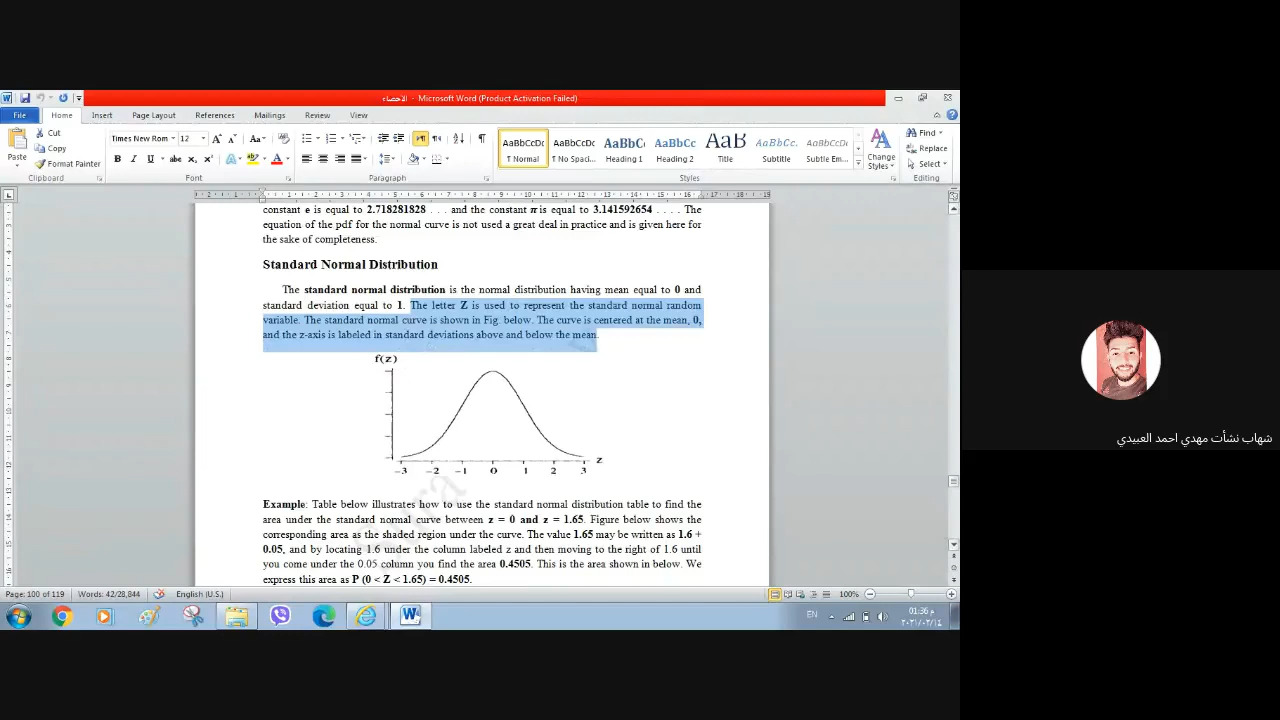 الاحصاء - Microsoft Word (Product Activation Failed)
File Home Insert Page Layout References Mailings Review View
Paste Cut Copy Format Painter
Times New Rom 12
AaBbCcDc AaBbCcDc AaBbC( AaBbCc AaB AaBbCc. AaBbCcDc
¶ Normal ¶ No Spaci... Heading 1 Heading 2 Title Subtitle Subtle Em...
Change Styles
Find Replace Select
Clipboard Font Paragraph Styles Editing
constant e is equal to 2.718281828 . . . and the constant π is equal to 3.141592654 . . . . The
equation of the pdf for the normal curve is not used a great deal in practice and is given here for
the sake of completeness.
Standard Normal Distribution
The standard normal distribution is the normal distribution having mean equal to 0 and
standard deviation equal to 1. The letter Z is used to represent the standard normal random
variable. The standard normal curve is shown in Fig. below. The curve is centered at the mean, 0,
and the z-axis is labeled in standard deviations above and below the mean.
f(z)
z
-3 -2 -1 0 1 2 3
Example: Table below illustrates how to use the standard normal distribution table to find the
area under the standard normal curve between z = 0 and z = 1.65. Figure below shows the
corresponding area as the shaded region under the curve. The value 1.65 may be written as 1.6 +
0.05, and by locating 1.6 under the column labeled z and then moving to the right of 1.6 until
you come under the 0.05 column you find the area 0.4505. This is the area shown in below. We
express this area as P (0 < Z < 1.65) = 0.4505.
Page: 100 of 119 Words: 42/28,844 English (U.S.) 100%
EN
01:36 م
٢٠٢١/٠٢/١٤
شهاب نشأت مهدي احمد العبيدي